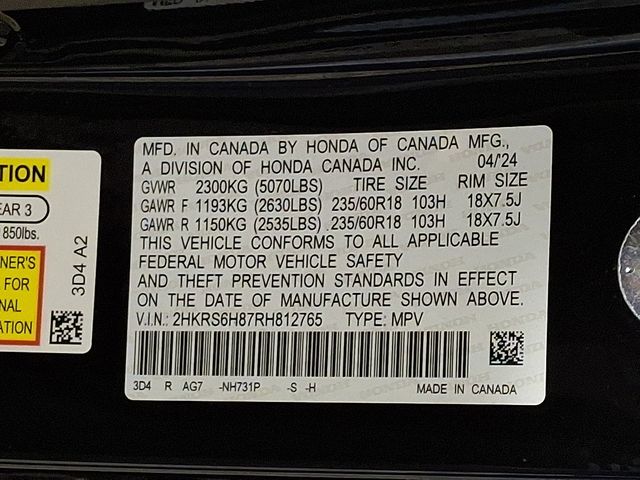 MFD. IN CANADA BY HONDA OF CANADA MFG.,
A DIVISION OF HONDA CANADA INC. 04/'24
GVWR 2300KG (5070LBS) TIRE SIZE RIM SIZE
GAWR F 1193KG (2630LBS) 235/60R18 103H 18X7.5J
GAWR R 1150KG (2535LBS) 235/60R18 103H 18X7.5J
THIS VEHICLE CONFORMS TO ALL APPLICABLE
FEDERAL MOTOR VEHICLE SAFETY
AND THEFT PREVENTION STANDARDS IN EFFECT
ON THE DATE OF MANUFACTURE SHOWN ABOVE.
V.I.N.: 2HKRS6H87RH812765 TYPE: MPV
3D4 R AG7 -NH731P -S -H MADE IN CANADA
TION
EAR 3
850lbs.
NER'S
FOR
NAL
ATION
3D4 A2